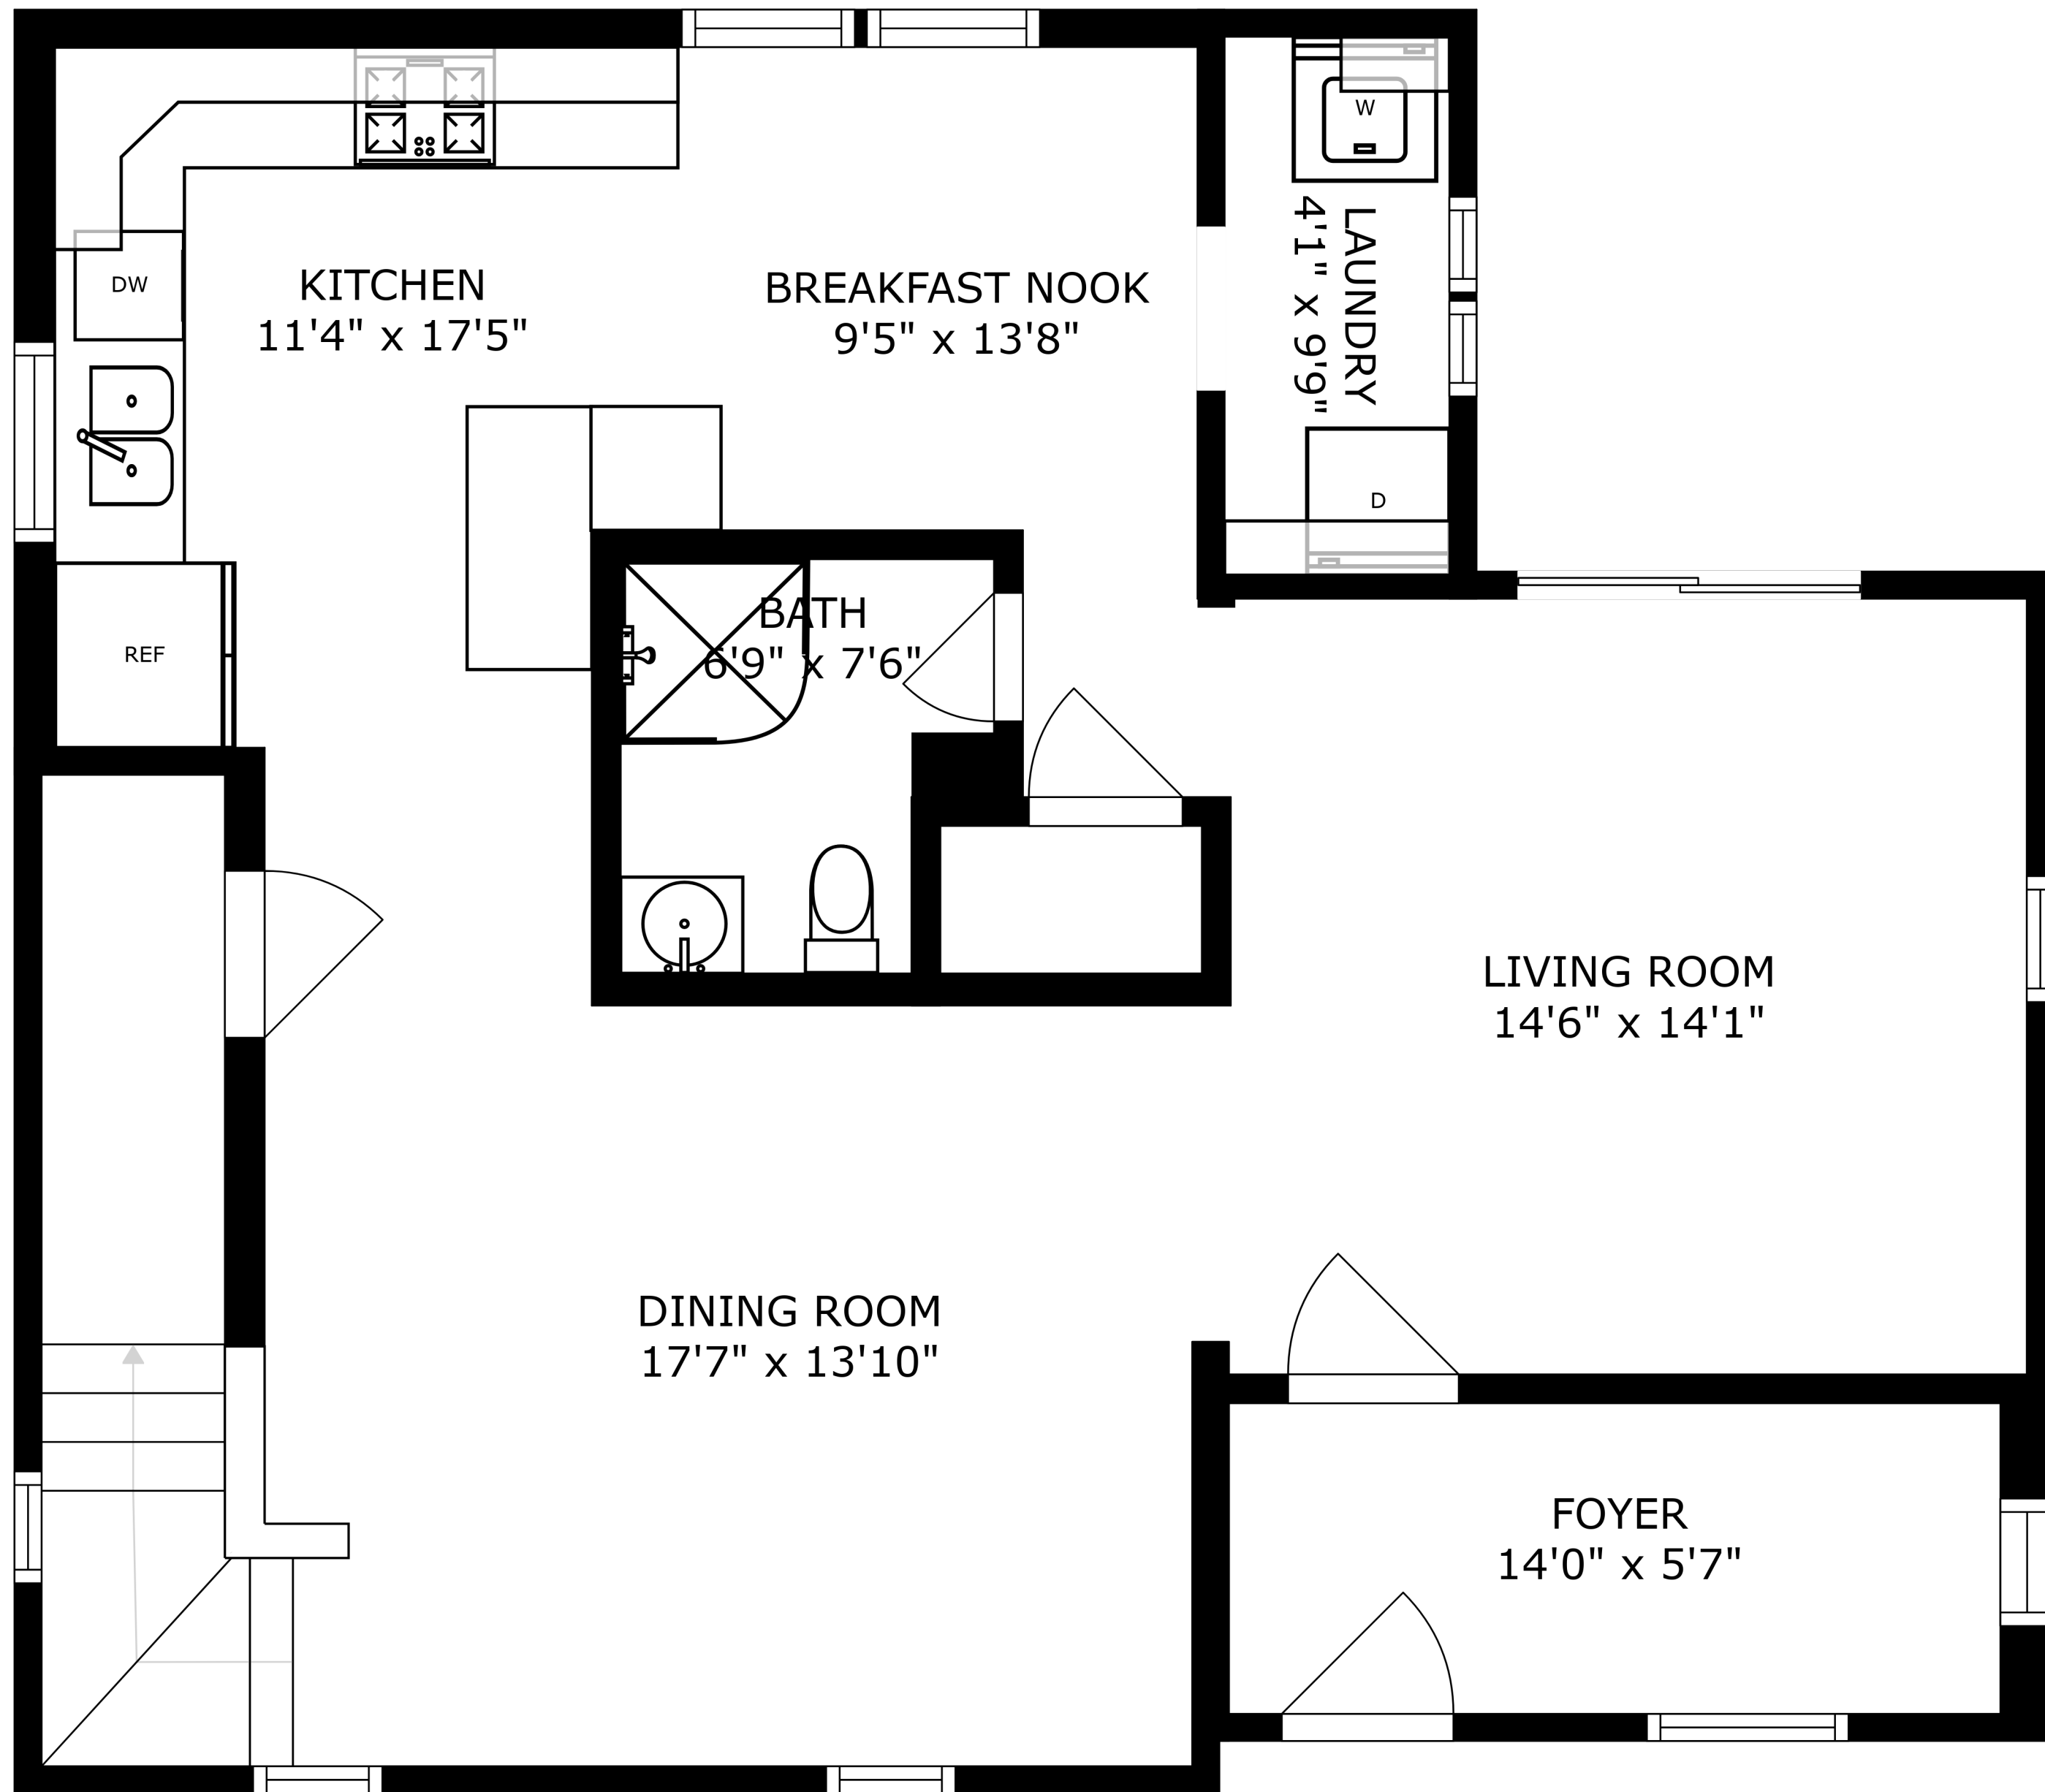 W
LAUNDRY
4'1" x 9'9"
KITCHEN
11'4" x 17'5"
BREAKFAST NOOK
9'5" x 13'8"
DW
D
BATH
6'9" x 7'6"
REF
LIVING ROOM
14'6" x 14'1"
DINING ROOM
17'7" x 13'10"
FOYER
14'0" x 5'7"